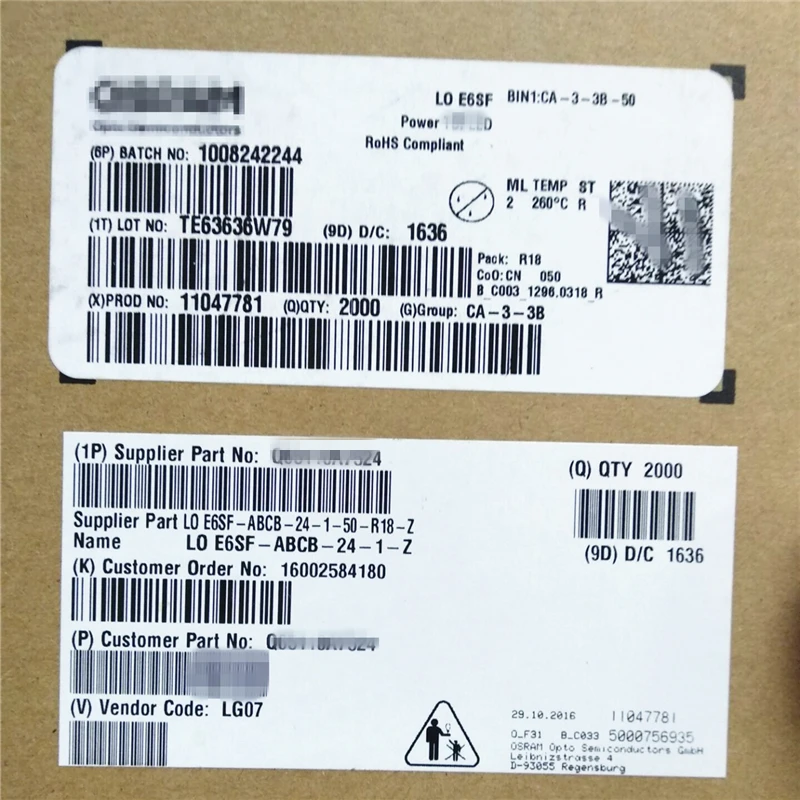 LO E6SF BIN1:CA-3-3B-50
Power
RoHS Compliant
(6P) BATCH NO: 1008242244
ML TEMP ST
2 260°C R
(1T) LOT NO: TE63636W79 (9D) D/C: 1636
Pack: R18
CoO:CN 050
B_C003_1296.0318_R
(X)PROD NO: 11047781 (Q)QTY: 2000 (G)Group: CA-3-3B
(1P) Supplier Part No:
(Q) QTY 2000
Supplier Part LO E6SF-ABCB-24-1-50-R18-Z
Name LO E6SF-ABCB-24-1-Z
(9D) D/C 1636
(K) Customer Order No: 16002584180
(P) Customer Part No:
(V) Vendor Code: LG07
29.10.2016 11047781
O_F31 B_C033 5000756935
OSRAM Opto Semiconductors GmbH
Leibnizstrasse 4
D-93055 Regensburg